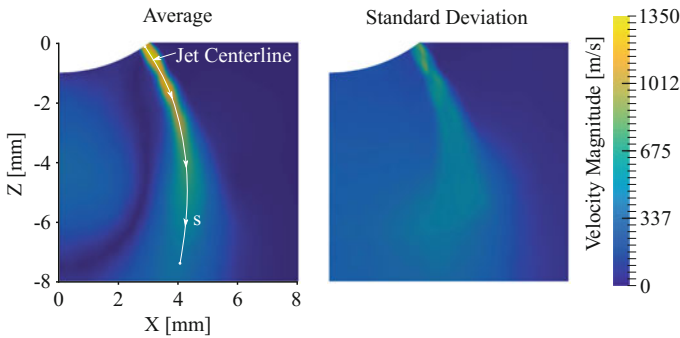 Average
Standard Deviation
Jet Centerline
s
0
-2
-4
-6
-8
Z [mm]
0
2
4
6
8
X [mm]
1350
1012
675
337
0
Velocity Magnitude [m/s]